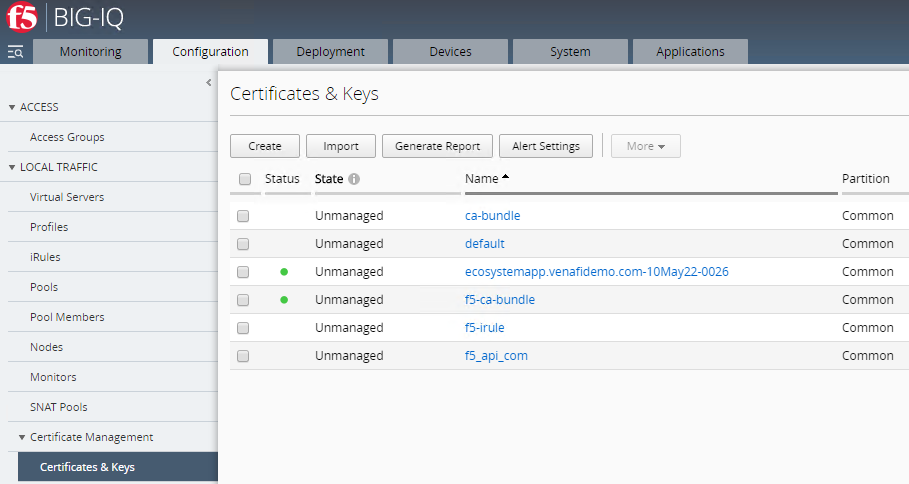 f5 BIG-IQ
Monitoring Configuration Deployment Devices System Applications
ACCESS
Access Groups
LOCAL TRAFFIC
Virtual Servers
Profiles
iRules
Pools
Pool Members
Nodes
Monitors
SNAT Pools
Certificate Management
Certificates & Keys
Certificates & Keys
Create Import Generate Report Alert Settings More
Status State Name Partition
Unmanaged ca-bundle Common
Unmanaged default Common
Unmanaged ecosystemapp.venafidemo.com-10May22-0026 Common
Unmanaged f5-ca-bundle Common
Unmanaged f5-irule Common
Unmanaged f5_api_com Common